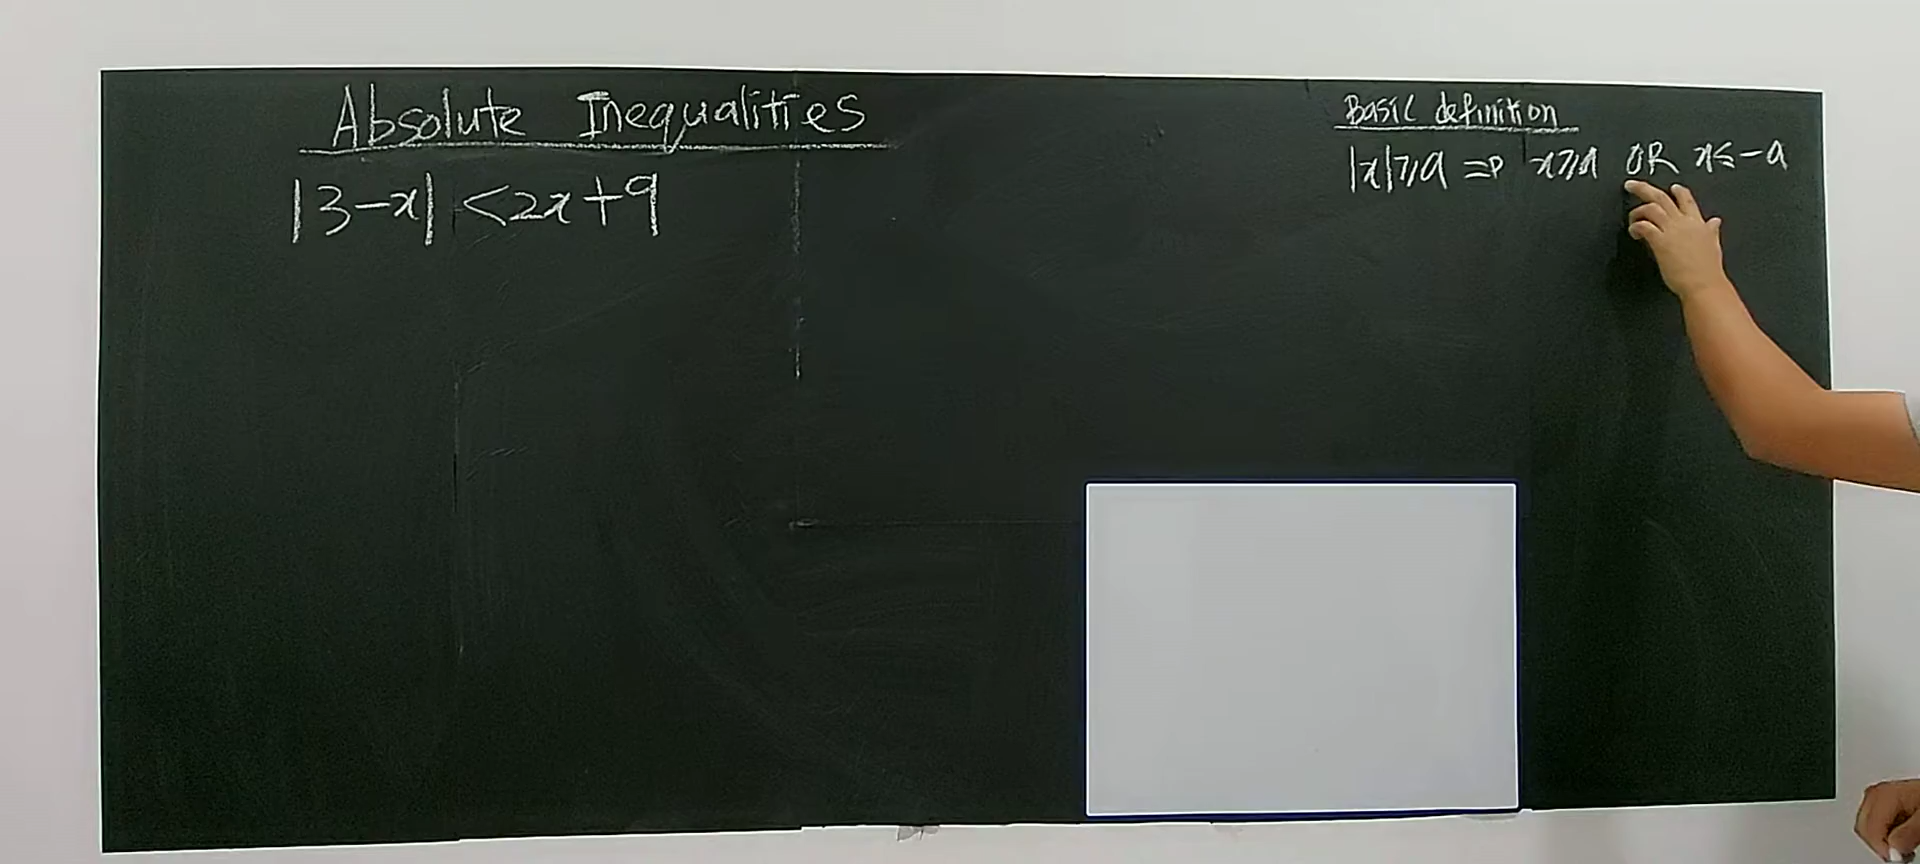 Absolute Inequalities
|3-x| <2x+9
Basic definition
|x|≥a ⇒ x≥a OR x≤-a